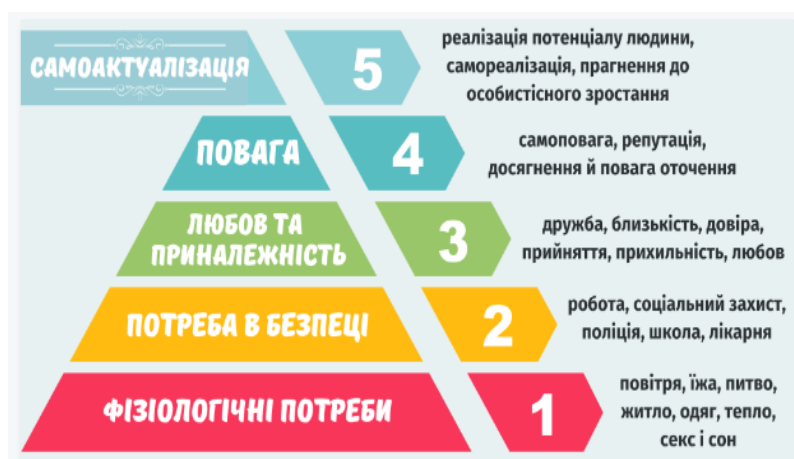 САМОАКТУАЛІЗАЦІЯ
5
реалізація потенціалу людини,
самореалізація, прагнення до
особистісного зростання
ПОВАГА
4
самоповага, репутація,
досягнення й повага оточення
ЛЮБОВ ТА
ПРИНАЛЕЖНІСТЬ
3
дружба, близькість, довіра,
прийняття, прихильність, любов
ПОТРЕБА В БЕЗПЕЦІ
2
робота, соціальний захист,
поліція, школа, лікарня
ФІЗІОЛОГІЧНІ ПОТРЕБИ
1
повітря, їжа, питво,
житло, одяг, тепло,
секс і сон